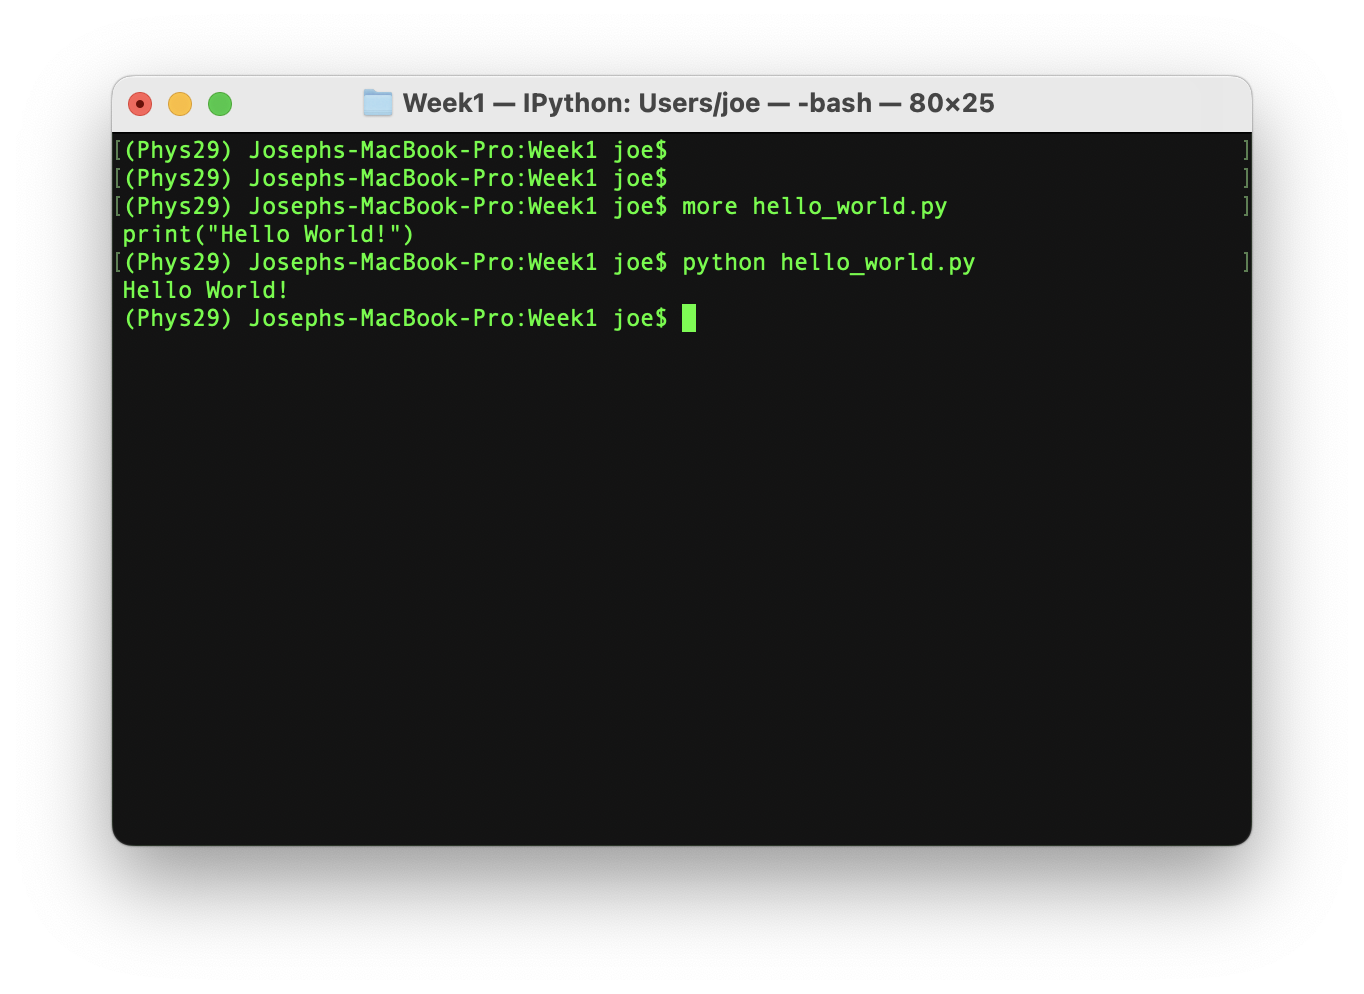 Week1 — IPython: Users/joe — -bash — 80×25
[(Phys29) Josephs-MacBook-Pro:Week1 joe$ ]
[(Phys29) Josephs-MacBook-Pro:Week1 joe$ ]
[(Phys29) Josephs-MacBook-Pro:Week1 joe$ more hello_world.py ]
print("Hello World!")
[(Phys29) Josephs-MacBook-Pro:Week1 joe$ python hello_world.py ]
Hello World!
(Phys29) Josephs-MacBook-Pro:Week1 joe$